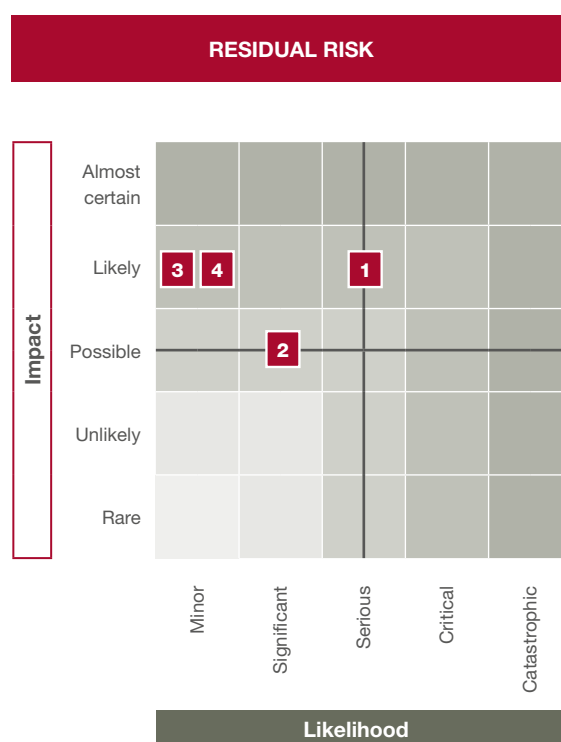 RESIDUAL RISK
Impact
Almost
certain
Likely
3 4 1
Possible
2
Unlikely
Rare
Minor
Significant
Serious
Critical
Catastrophic
Likelihood